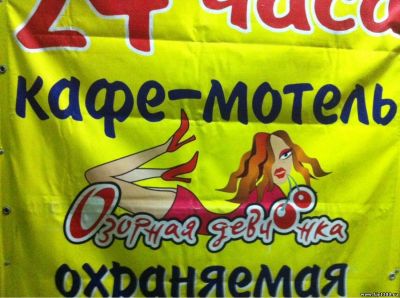 24 часа
кафе-мотель
Озорная девчонка
охраняемая